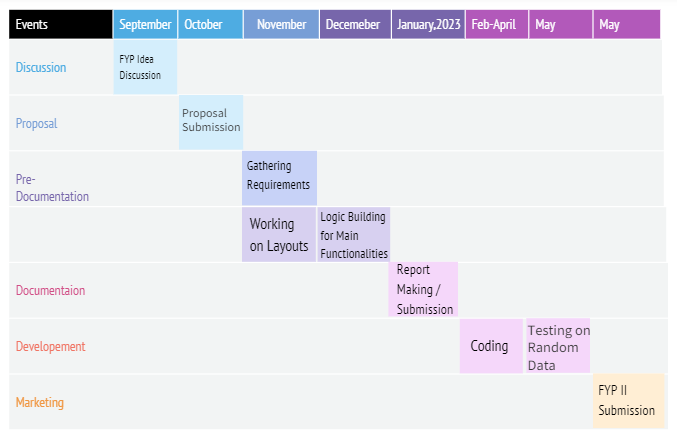 Events September October November Decemeber January,2023 Feb-April May May
Discussion
FYP Idea
Discussion
Proposal
Proposal
Submission
Pre-
Documentation
Gathering
Requirements
Working
on Layouts
Logic Building
for Main
Functionalities
Documentaion
Report
Making /
Submission
Developement
Coding
Testing on
Random
Data
Marketing
FYP II
Submission